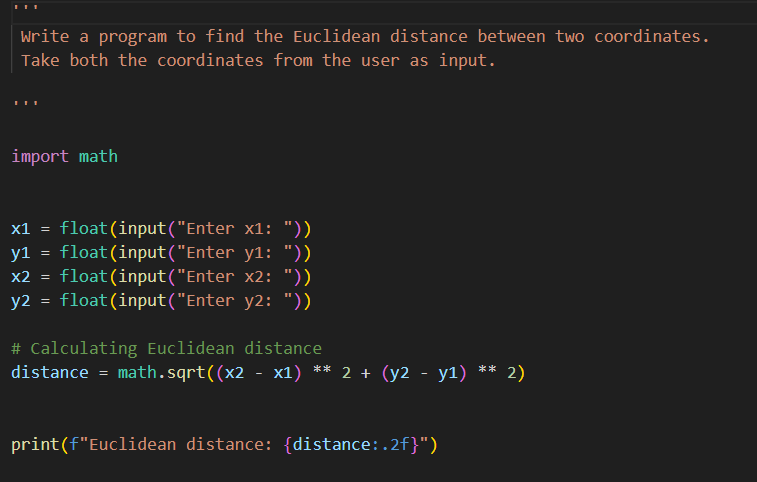 '''
Write a program to find the Euclidean distance between two coordinates.
Take both the coordinates from the user as input.
'''
import math
x1 = float(input("Enter x1: "))
y1 = float(input("Enter y1: "))
x2 = float(input("Enter x2: "))
y2 = float(input("Enter y2: "))
# Calculating Euclidean distance
distance = math.sqrt((x2 - x1) ** 2 + (y2 - y1) ** 2)
print(f"Euclidean distance: {distance:.2f}")